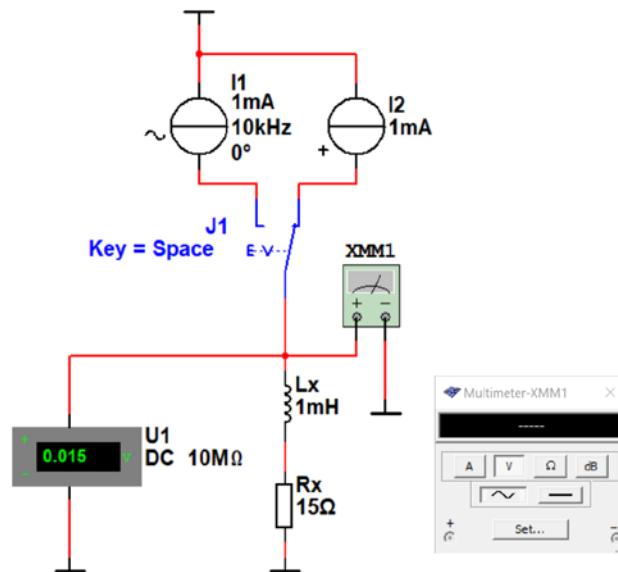 I1
1mA
10kHz
0°
I2
1mA
+
J1
Key = Space
E V
XMM1
+ −
Lx
1mH
U1
DC 10MΩ
+
0.015 V
-
Rx
15Ω
Multimeter-XMM1 ×
-----
A V Ω dB
+ Set... −